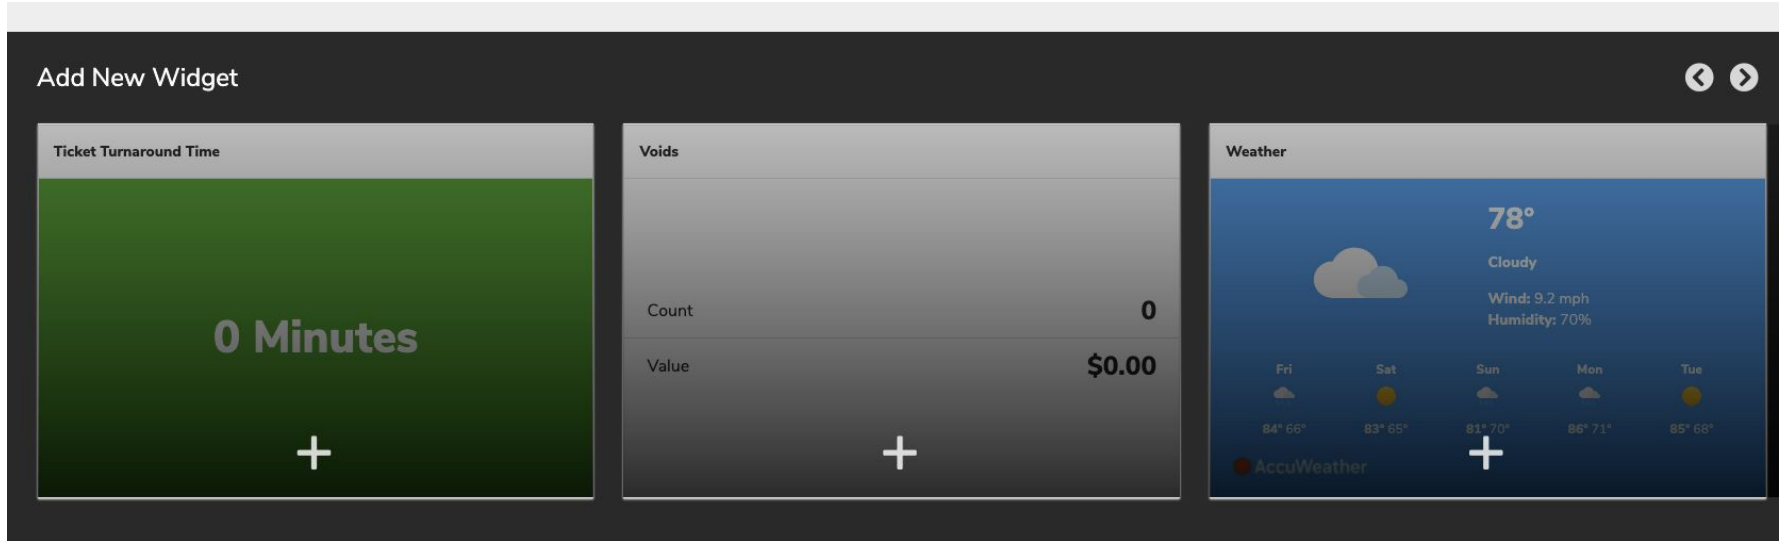 Add New Widget
Ticket Turnaround Time
0 Minutes
Voids
Count 0
Value $0.00
Weather
78°
Cloudy
Wind: 9.2 mph
Humidity: 70%
Fri Sat Sun Mon Tue
84° 66° 83° 65° 81° 70° 86° 71° 85° 68°
AccuWeather